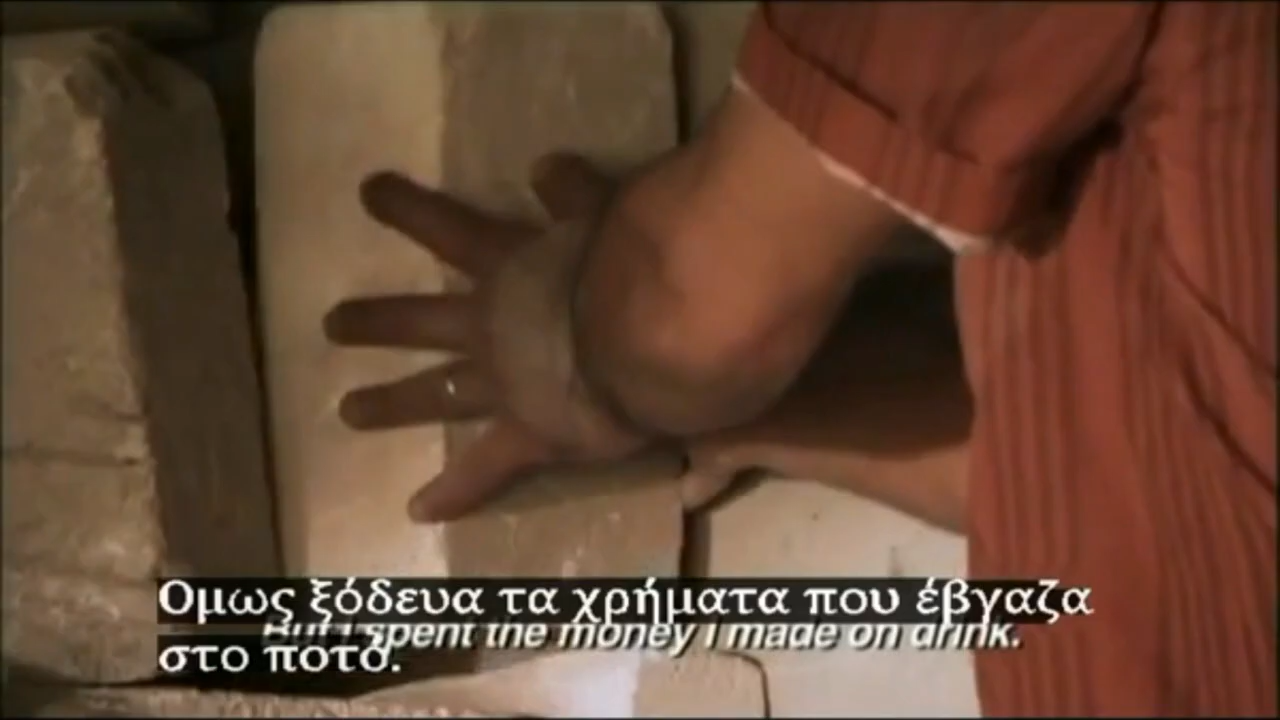 Ομως ξόδευα τα χρήματα που έβγαζα
But I spent the money I made on drink.
στο ποτό.